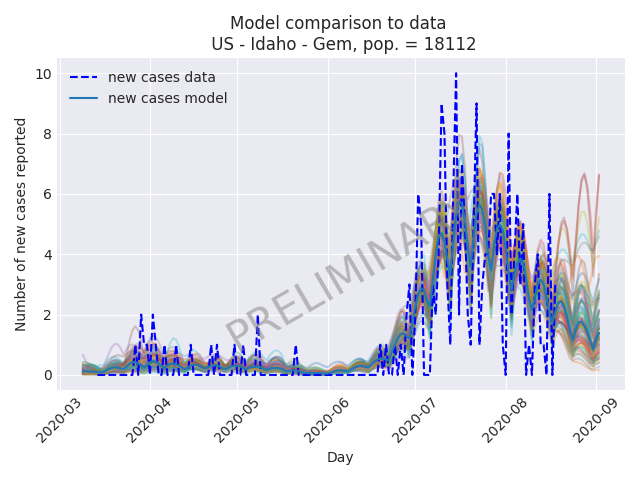 Model comparison to data
US - Idaho - Gem, pop. = 18112
new cases data
new cases model
PRELIMINARY
Number of new cases reported
10
8
6
4
2
0
2020-03
2020-04
2020-05
2020-06
2020-07
2020-08
2020-09
Day